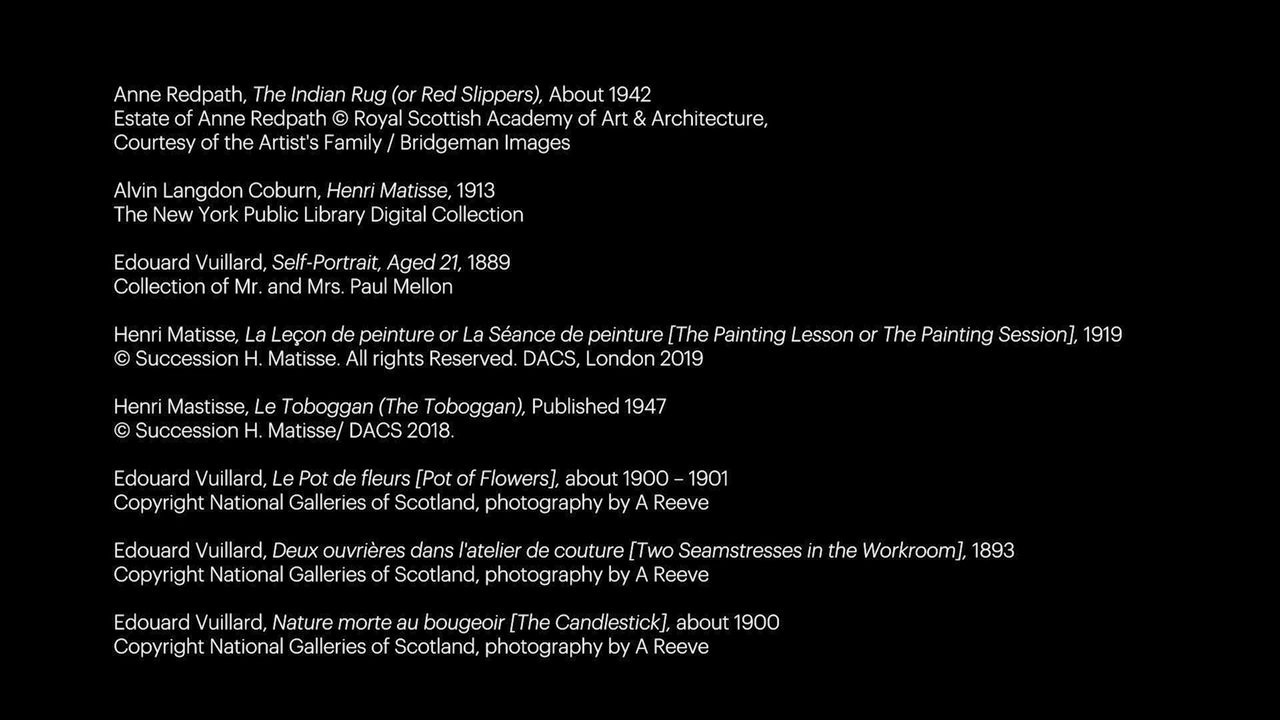 Anne Redpath, The Indian Rug (or Red Slippers), About 1942
Estate of Anne Redpath © Royal Scottish Academy of Art & Architecture,
Courtesy of the Artist's Family / Bridgeman Images
Alvin Langdon Coburn, Henri Matisse, 1913
The New York Public Library Digital Collection
Edouard Vuillard, Self-Portrait, Aged 21, 1889
Collection of Mr. and Mrs. Paul Mellon
Henri Matisse, La Leçon de peinture or La Séance de peinture [The Painting Lesson or The Painting Session], 1919
© Succession H. Matisse. All rights Reserved. DACS, London 2019
Henri Mastisse, Le Toboggan (The Toboggan), Published 1947
© Succession H. Matisse/ DACS 2018.
Edouard Vuillard, Le Pot de fleurs [Pot of Flowers], about 1900 – 1901
Copyright National Galleries of Scotland, photography by A Reeve
Edouard Vuillard, Deux ouvrières dans l'atelier de couture [Two Seamstresses in the Workroom], 1893
Copyright National Galleries of Scotland, photography by A Reeve
Edouard Vuillard, Nature morte au bougeoir [The Candlestick], about 1900
Copyright National Galleries of Scotland, photography by A Reeve